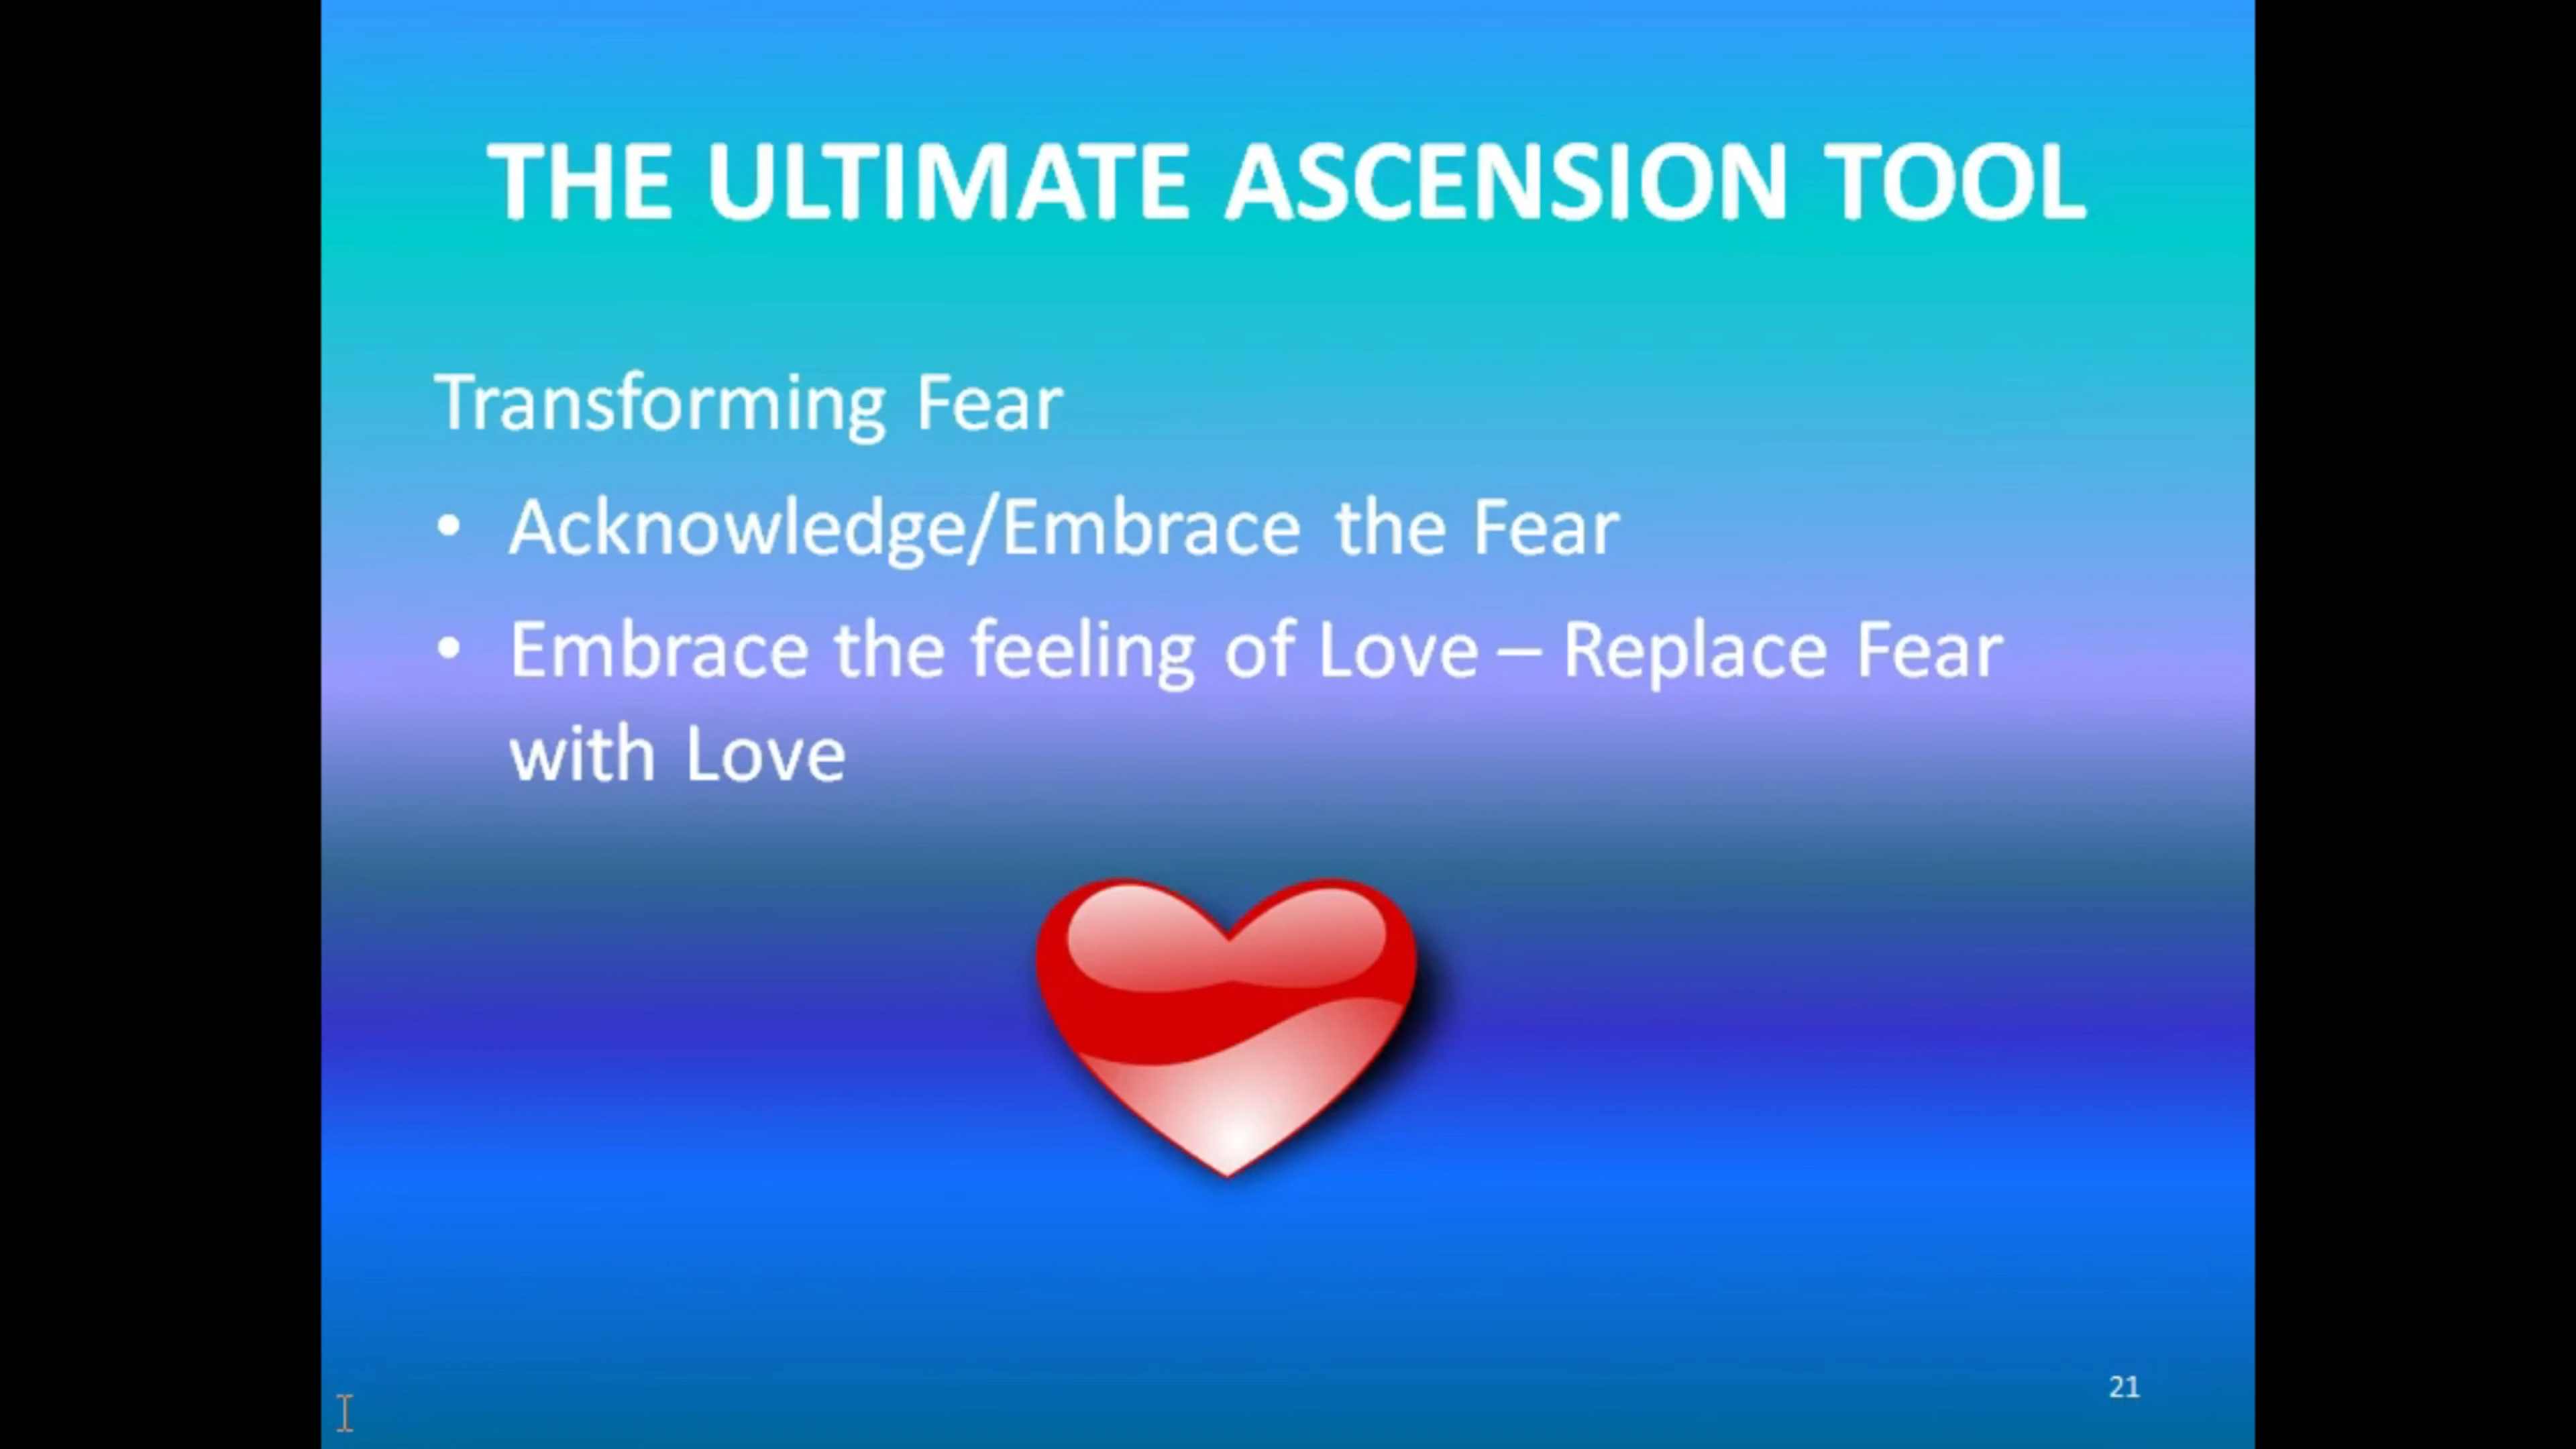 THE ULTIMATE ASCENSION TOOL
Transforming Fear
• Acknowledge/Embrace the Fear
• Embrace the feeling of Love – Replace Fear
with Love
21